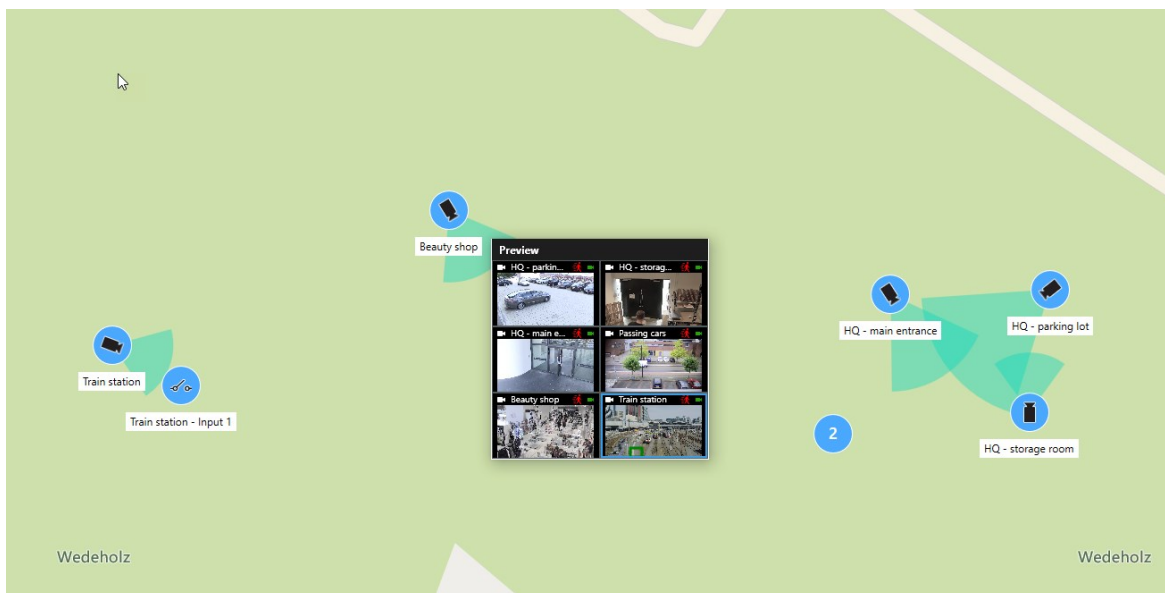 Beauty shop
Preview
HQ - parkin...
HQ - storag...
HQ - main e...
Passing cars
Beauty shop
Train station
HQ - main entrance
HQ - parking lot
Train station
Train station - Input 1
2
HQ - storage room
Wedeholz
Wedeholz